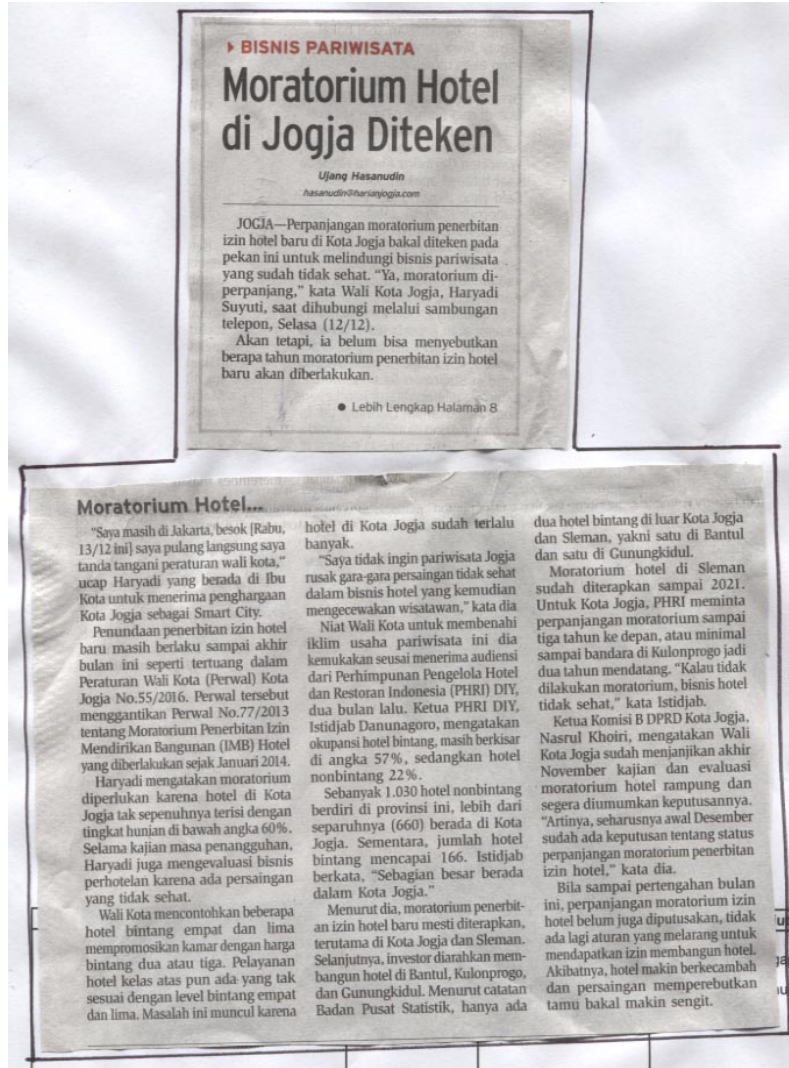 BISNIS PARIWISATA
Moratorium Hotel
di Jogja Diteken
Ujang Hasanudin
hasanudin@harianjogja.com
JOGJA—Perpanjangan moratorium penerbitan
izin hotel baru di Kota Jogja bakal diteken pada
pekan ini untuk melindungi bisnis pariwisata
yang sudah tidak sehat. “Ya, moratorium di-
perpanjang,” kata Wali Kota Jogja, Haryadi
Suyuti, saat dihubungi melalui sambungan
telepon, Selasa (12/12).
Akan tetapi, ia belum bisa menyebutkan
berapa tahun moratorium penerbitan izin hotel
baru akan diberlakukan.
● Lebih Lengkap Halaman 8
Moratorium Hotel...
“Saya masih di Jakarta, besok [Rabu,
13/12 ini] saya pulang langsung saya
tanda tangani peraturan wali kota,”
ucap Haryadi yang berada di Ibu
Kota untuk menerima penghargaan
Kota Jogja sebagai Smart City.
Penundaan penerbitan izin hotel
baru masih berlaku sampai akhir
bulan ini seperti tertuang dalam
Peraturan Wali Kota (Perwal) Kota
Jogja No.55/2016. Perwal tersebut
menggantikan Perwal No.77/2013
tentang Moratorium Penerbitan Izin
Mendirikan Bangunan (IMB) Hotel
yang diberlakukan sejak Januari 2014.
Haryadi mengatakan moratorium
diperlukan karena hotel di Kota
Jogja tak sepenuhnya terisi dengan
tingkat hunian di bawah angka 60%.
Selama kajian masa penangguhan,
Haryadi juga mengevaluasi bisnis
perhotelan karena ada persaingan
yang tidak sehat.
Wali Kota mencontohkan beberapa
hotel bintang empat dan lima
mempromosikan kamar dengan harga
bintang dua atau tiga. Pelayanan
hotel kelas atas pun ada yang tak
sesuai dengan level bintang empat
dan lima. Masalah ini muncul karena
hotel di Kota Jogja sudah terlalu
banyak.
“Saya tidak ingin pariwisata Jogja
rusak gara-gara persaingan tidak sehat
dalam bisnis hotel yang kemudian
mengecewakan wisatawan,” kata dia
Niat Wali Kota untuk membenahi
iklim usaha pariwisata ini dia
kemukakan seusai menerima audiensi
dari Perhimpunan Pengelola Hotel
dan Restoran Indonesia (PHRI) DIY,
dua bulan lalu. Ketua PHRI DIY,
Istidjab Danunagoro, mengatakan
okupansi hotel bintang, masih berkisar
di angka 57%, sedangkan hotel
nonbintang 22%.
Sebanyak 1.030 hotel nonbintang
berdiri di provinsi ini, lebih dari
separuhnya (660) berada di Kota
Jogja. Sementara, jumlah hotel
bintang mencapai 166. Istidjab
berkata, “Sebagian besar berada
dalam Kota Jogja.”
Menurut dia, moratorium penerbit-
an izin hotel baru mesti diterapkan,
terutama di Kota Jogja dan Sleman.
Selanjutnya, investor diarahkan mem-
bangun hotel di Bantul, Kulonprogo,
dan Gunungkidul. Menurut catatan
Badan Pusat Statistik, hanya ada
dua hotel bintang di luar Kota Jogja
dan Sleman, yakni satu di Bantul
dan satu di Gunungkidul.
Moratorium hotel di Sleman
sudah diterapkan sampai 2021.
Untuk Kota Jogja, PHRI meminta
perpanjangan moratorium sampai
tiga tahun ke depan, atau minimal
sampai bandara di Kulonprogo jadi
dua tahun mendatang. “Kalau tidak
dilakukan moratorium, bisnis hotel
tidak sehat,” kata Istidjab.
Ketua Komisi B DPRD Kota Jogja,
Nasrul Khoiri, mengatakan Wali
Kota Jogja sudah menjanjikan akhir
November kajian dan evaluasi
moratorium hotel rampung dan
segera diumumkan keputusannya.
“Artinya, seharusnya awal Desember
sudah ada keputusan tentang status
perpanjangan moratorium penerbitan
izin hotel,” kata dia.
Bila sampai pertengahan bulan
ini, perpanjangan moratorium izin
hotel belum juga diputusakan, tidak
ada lagi aturan yang melarang untuk
mendapatkan izin membangun hotel.
Akibatnya, hotel makin berkecambah
dan persaingan memperebutkan
tamu bakal makin sengit.